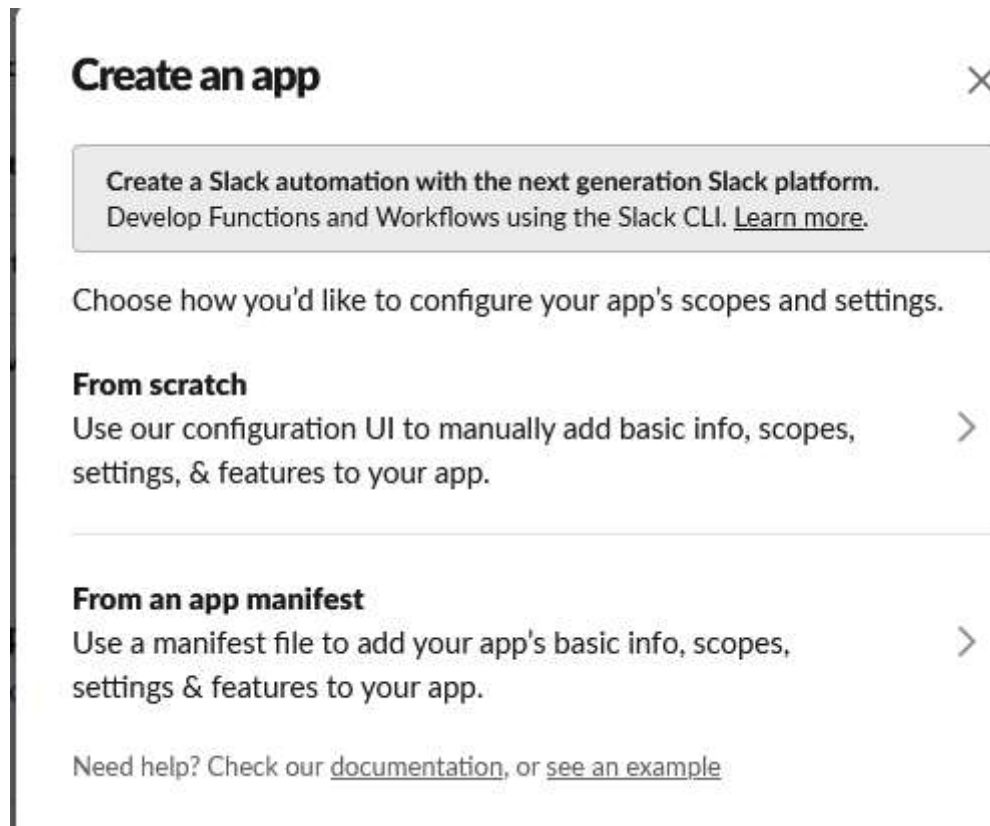 Create an app
Create a Slack automation with the next generation Slack platform.
Develop Functions and Workflows using the Slack CLI. Learn more.
Choose how you'd like to configure your app's scopes and settings.
From scratch
Use our configuration UI to manually add basic info, scopes,
settings, & features to your app.
From an app manifest
Use a manifest file to add your app's basic info, scopes,
settings & features to your app.
Need help? Check our documentation, or see an example